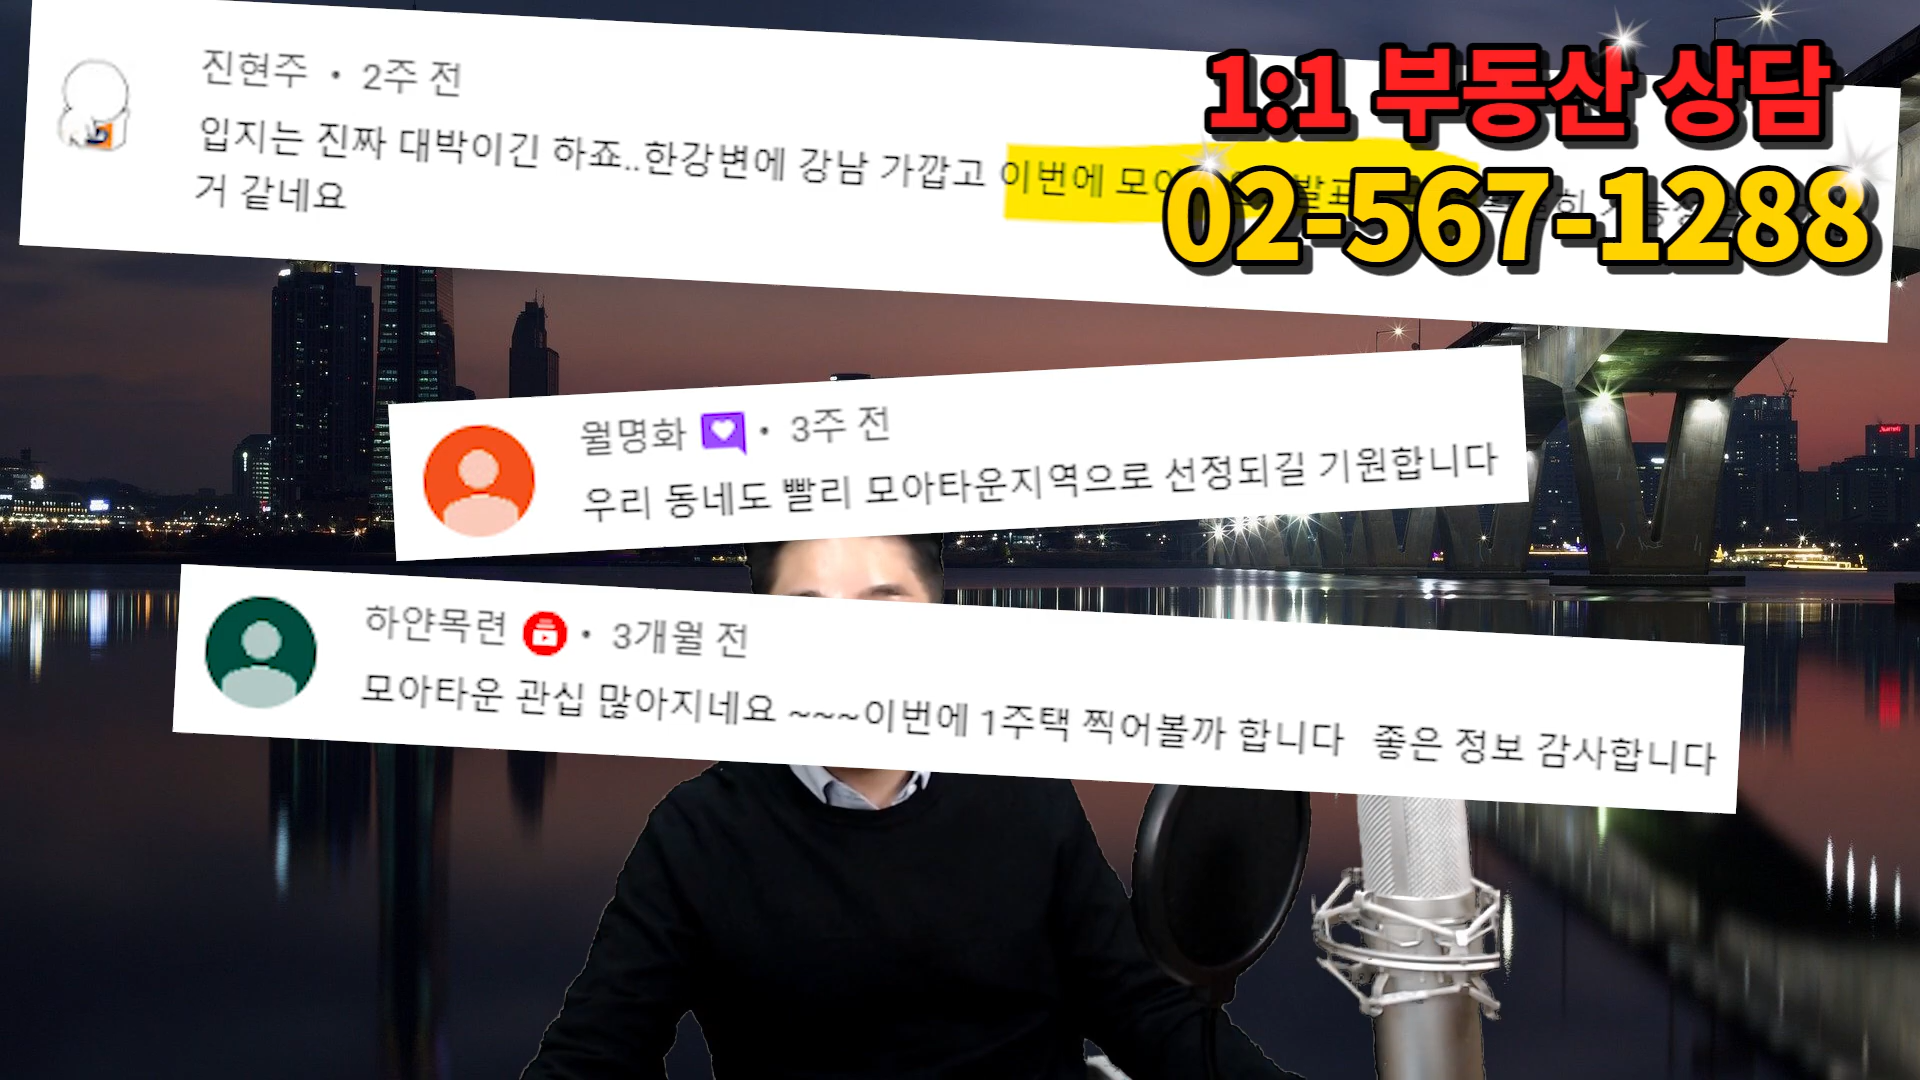 진현주 • 2주 전
1:1 부동산 상담
입지는 진짜 대박이긴 하죠..한강변에 강남 가깝고 이번에
02-567-1288
거 같네요
월명화 • 3주 전
우리 동네도 빨리 모아타운지역으로 선정되길 기원합니다
하얀목련 • 3개월 전
모아타운 관심 많아지네요 ~~~이번에 1주택 찍어볼까 합니다 좋은 정보 감사합니다